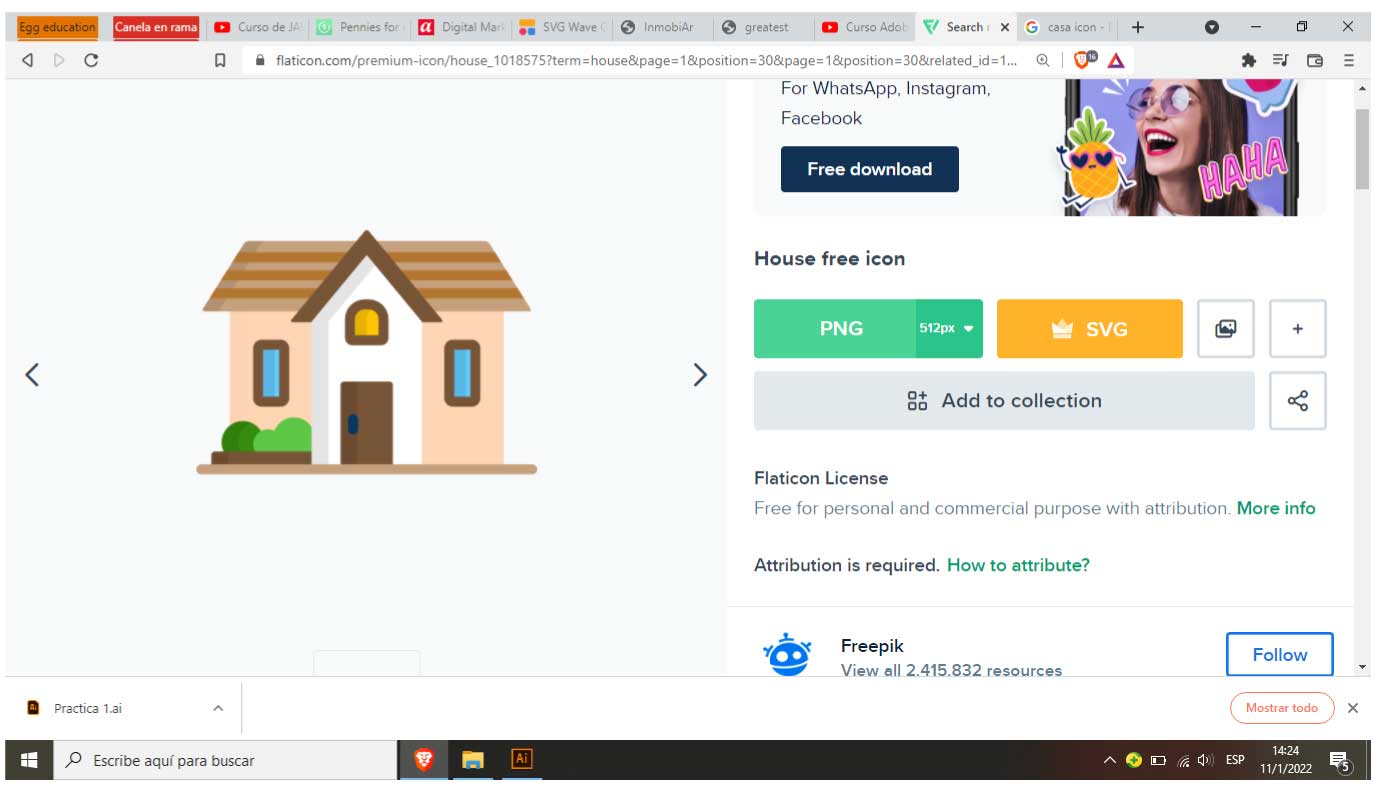 Egg education
Canela en rama
Curso de JA
Pennies for
Digital Mark
SVG Wave G
InmobiAr
greatest
Curso Adob
Search r
casa icon -
flaticon.com/premium-icon/house_1018575?term=house&page=1&position=30&page=1&position=30&related_id=1...
16
For WhatsApp, Instagram,
Facebook
Free download
HAHA
House free icon
PNG
512px
SVG
+
Add to collection
Flaticon License
Free for personal and commercial purpose with attribution. More info
Attribution is required. How to attribute?
Freepik
View all 2.415.832 resources
Follow
Ai
Practica 1.ai
Mostrar todo
Escribe aquí para buscar
Ai
ESP
14:24
11/1/2022
5